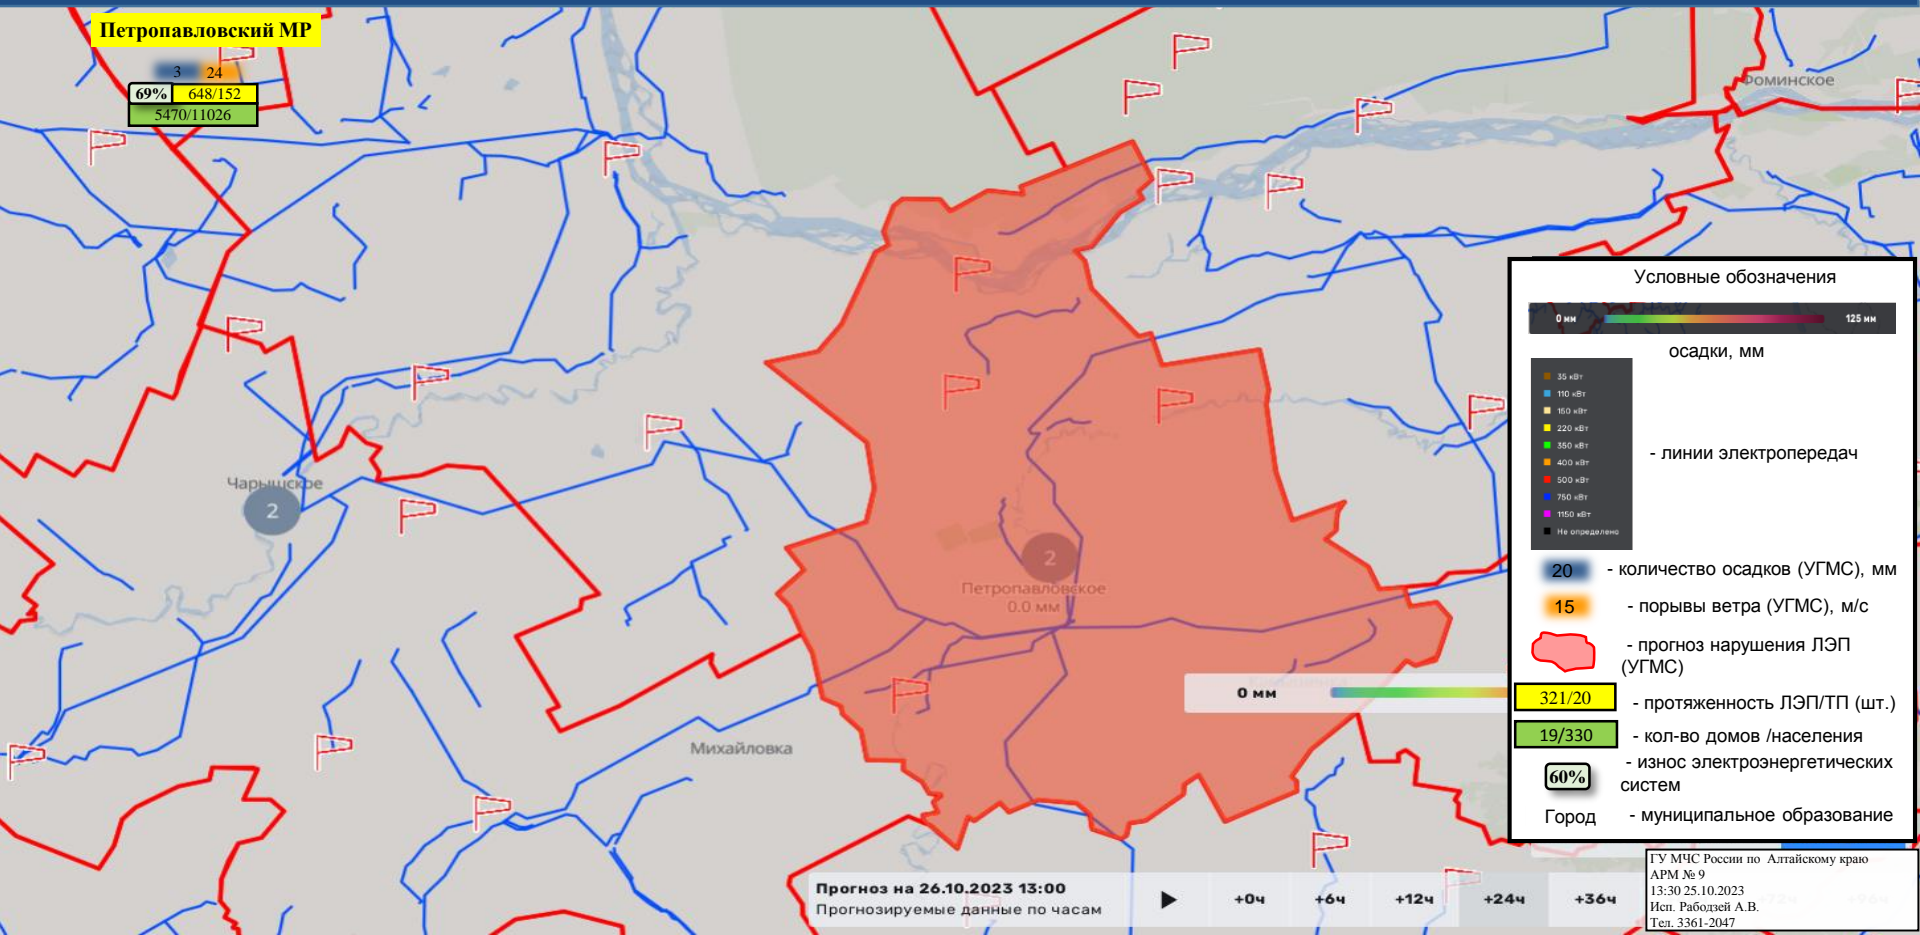 Петропавловский МР
3 24
69% 648/152
5470/11026
Фоминское
Чарышское
2
2
Петропавловское
0.0 мм
Михайловка
0 мм
Условные обозначения
0 мм 125 мм
осадки, мм
35 кВт
110 кВт
150 кВт
220 кВт
350 кВт
400 кВт
500 кВт
750 кВт
1150 кВт
Не определено
- линии электропередач
20 - количество осадков (УГМС), мм
15 - порывы ветра (УГМС), м/с
- прогноз нарушения ЛЭП
(УГМС)
321/20 - протяженность ЛЭП/ТП (шт.)
19/330 - кол-во домов /населения
60% - износ электроэнергетических
систем
Город - муниципальное образование
Прогноз на 26.10.2023 13:00
Прогнозируемые данные по часам
+0ч +6ч +12ч +24ч +36ч
ГУ МЧС России по Алтайскому краю
АРМ № 9
13:30 25.10.2023
Исп. Рабодзей А.В.
Тел. 3361-2047